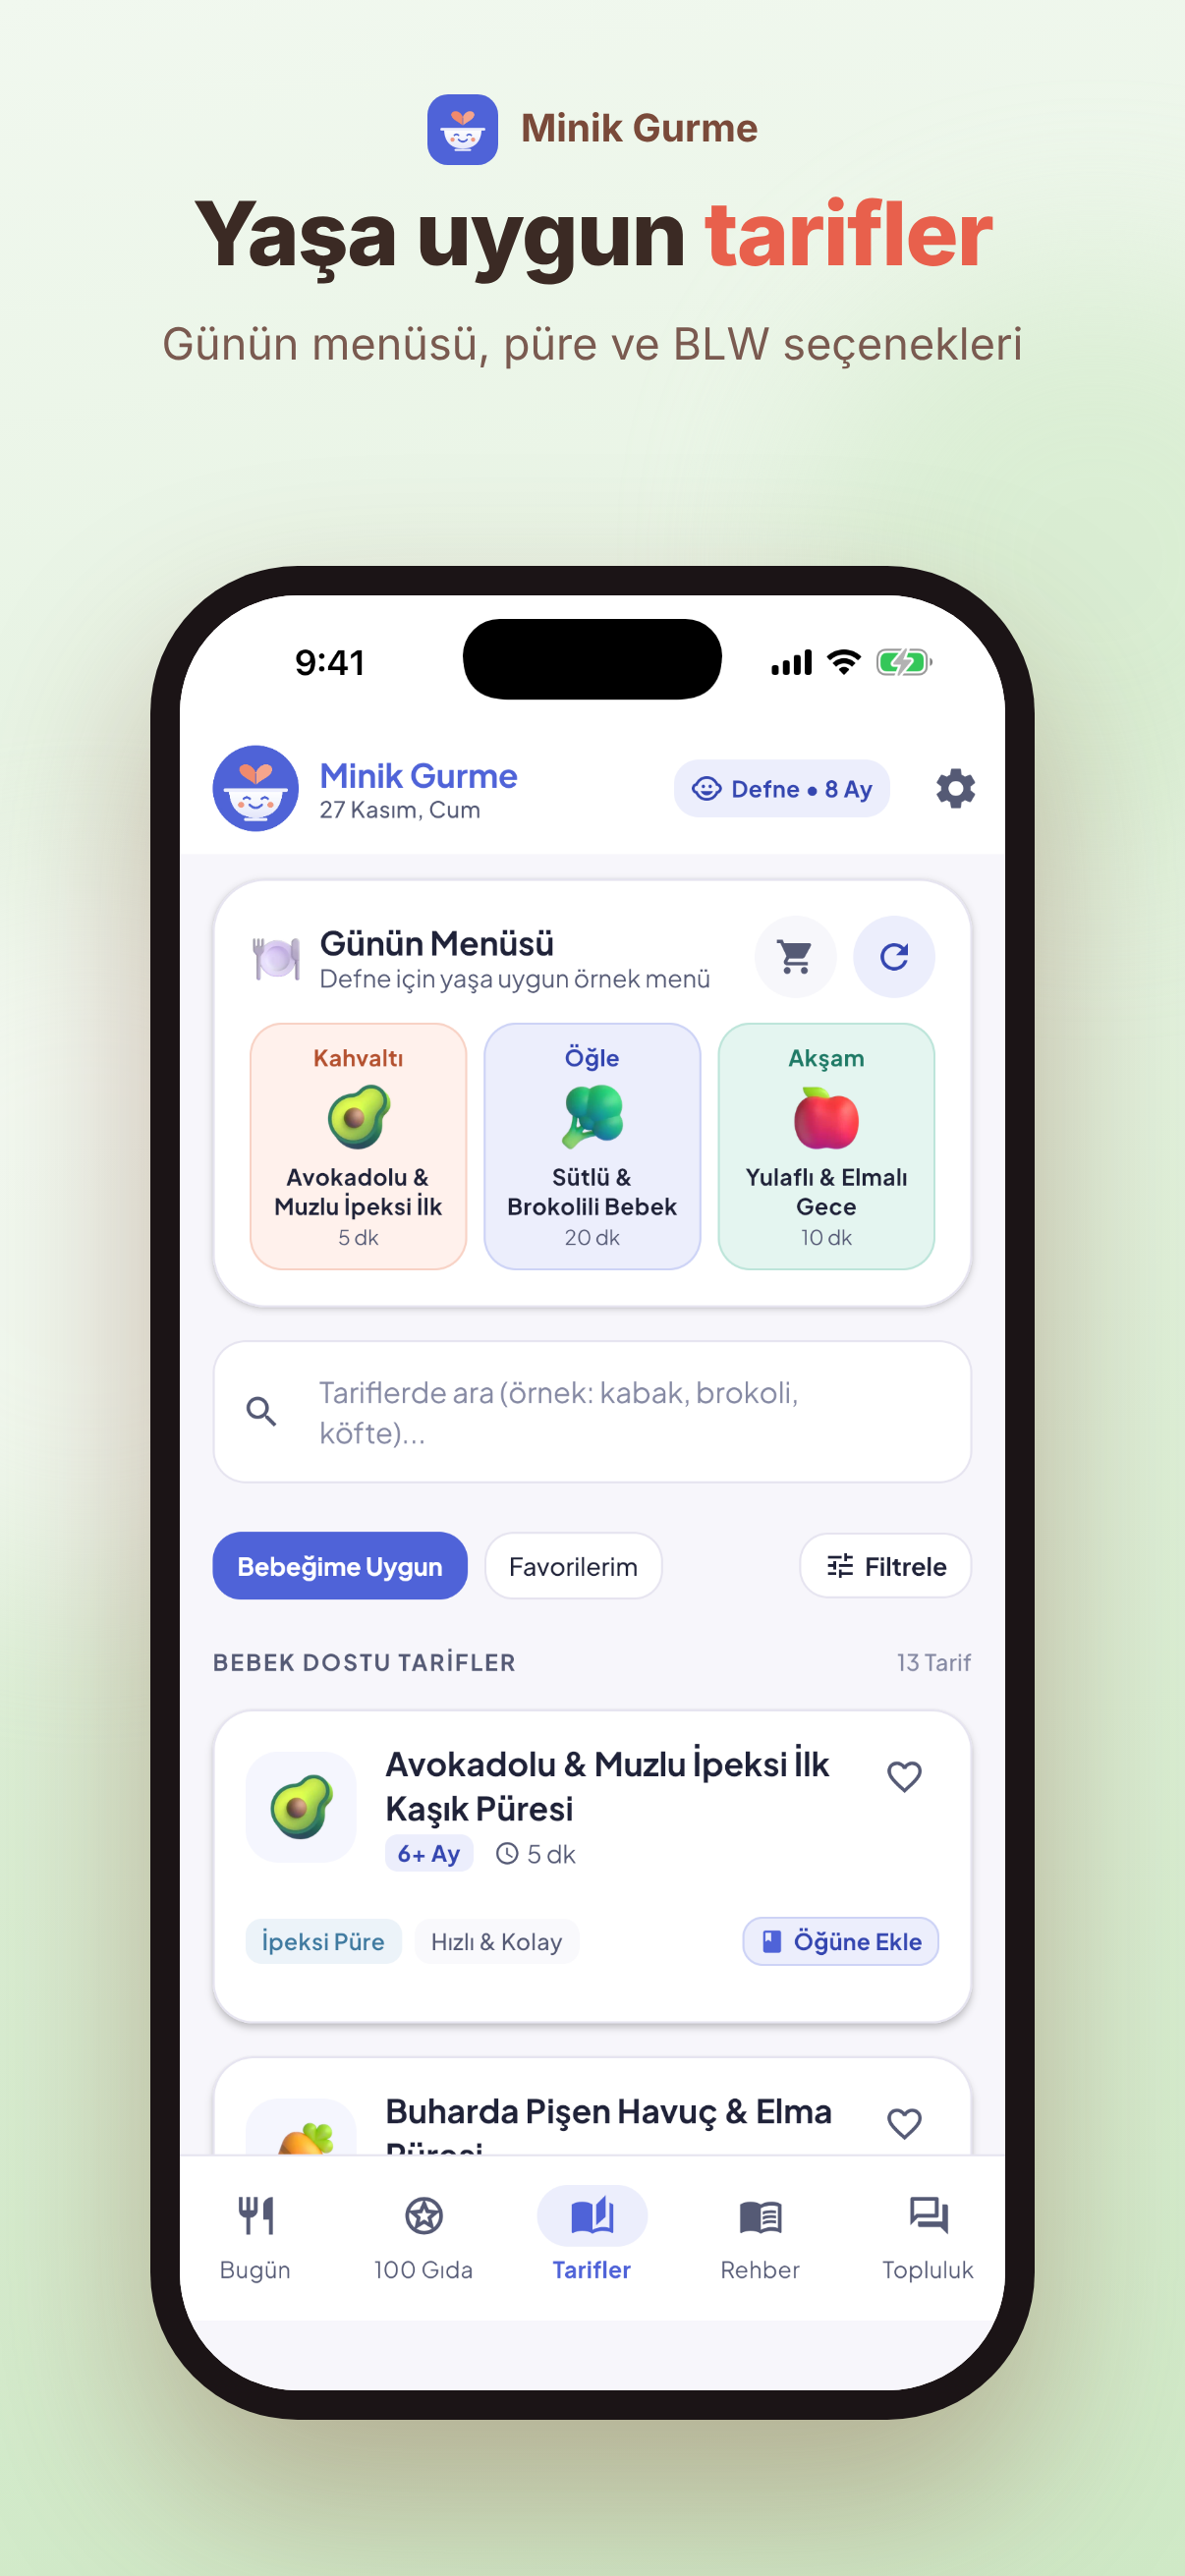 Minik Gurme
Yaşa uygun tarifler
Günün menüsü, püre ve BLW seçenekleri
9:41
Minik Gurme
27 Kasım, Cum
Defne • 8 Ay
Günün Menüsü
Defne için yaşa uygun örnek menü
Kahvaltı
Avokadolu &
Muzlu İpeksi İlk
5 dk
Öğle
Sütlü &
Brokolili Bebek
20 dk
Akşam
Yulaflı & Elmalı
Gece
10 dk
Tariflerde ara (örnek: kabak, brokoli,
köfte)...
Bebeğime Uygun
Favorilerim
Filtrele
BEBEK DOSTU TARİFLER
13 Tarif
Avokadolu & Muzlu İpeksi İlk
Kaşık Püresi
6+ Ay
5 dk
İpeksi Püre
Hızlı & Kolay
Öğüne Ekle
Buharda Pişen Havuç & Elma
Püresi
Bugün
100 Gıda
Tarifler
Rehber
Topluluk